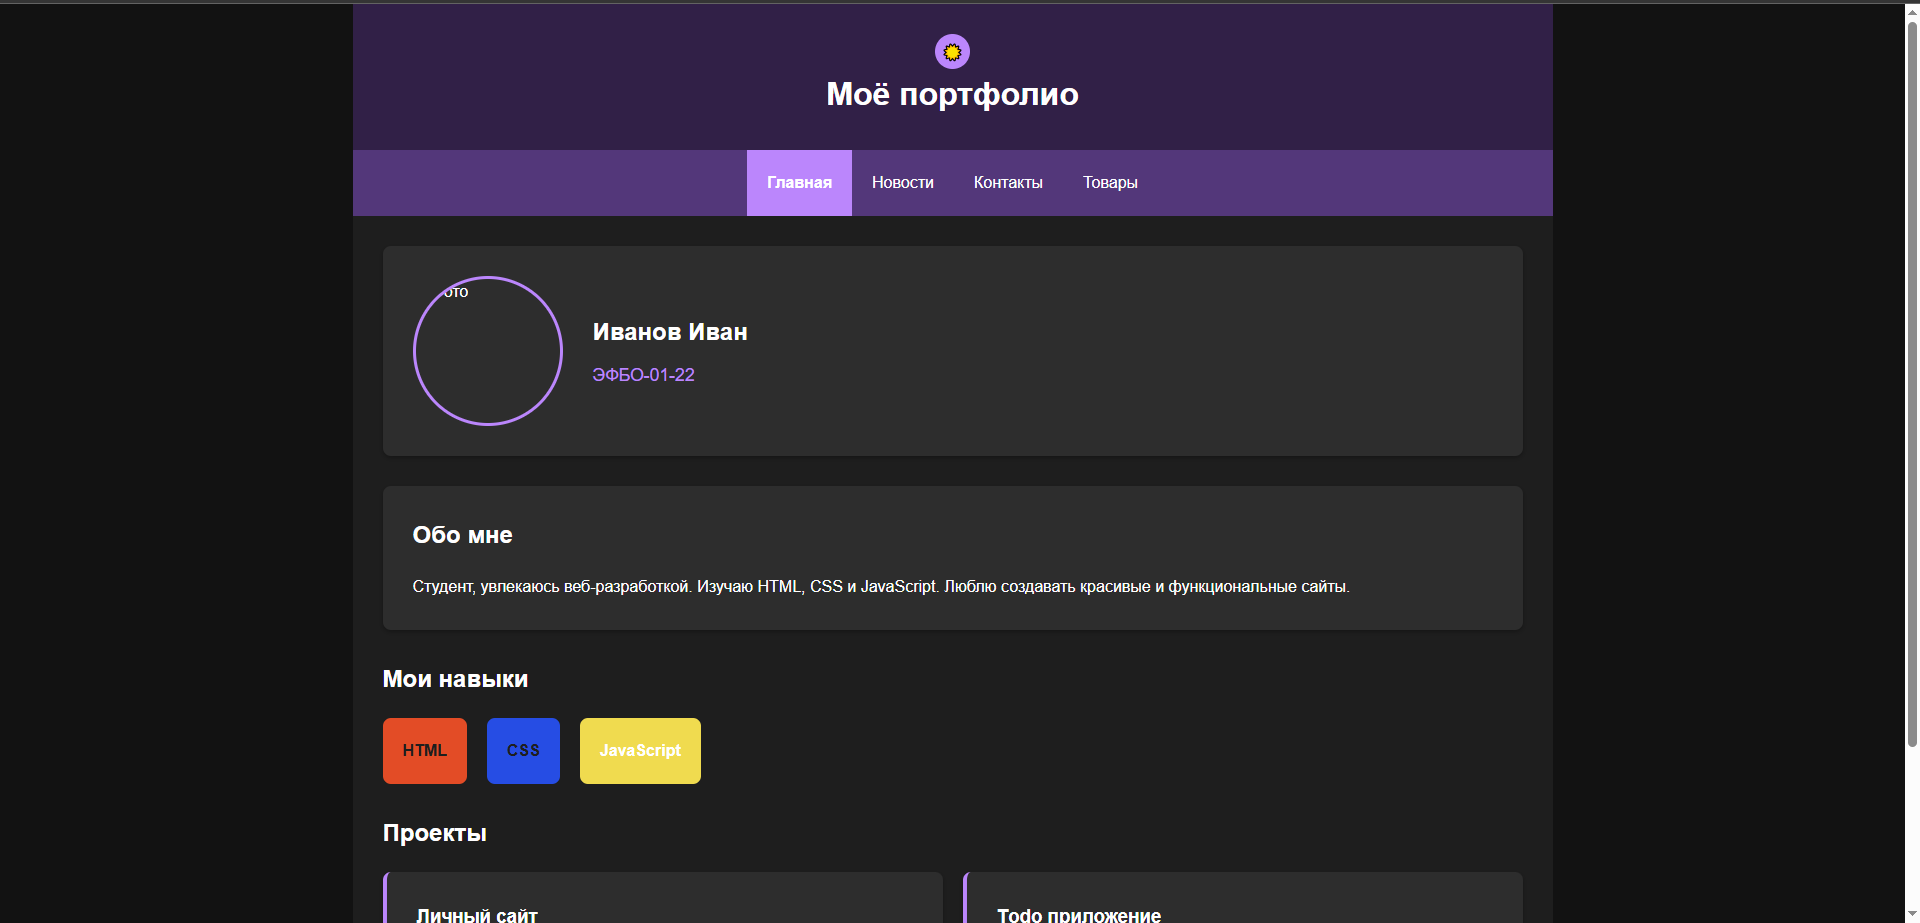 Моё портфолио
Главная Новости Контакты Товары
ото
Иванов Иван
ЭФБО-01-22
Обо мне
Студент, увлекаюсь веб-разработкой. Изучаю HTML, CSS и JavaScript. Люблю создавать красивые и функциональные сайты.
Мои навыки
HTML CSS JavaScript
Проекты
Личный сайт Todo приложение